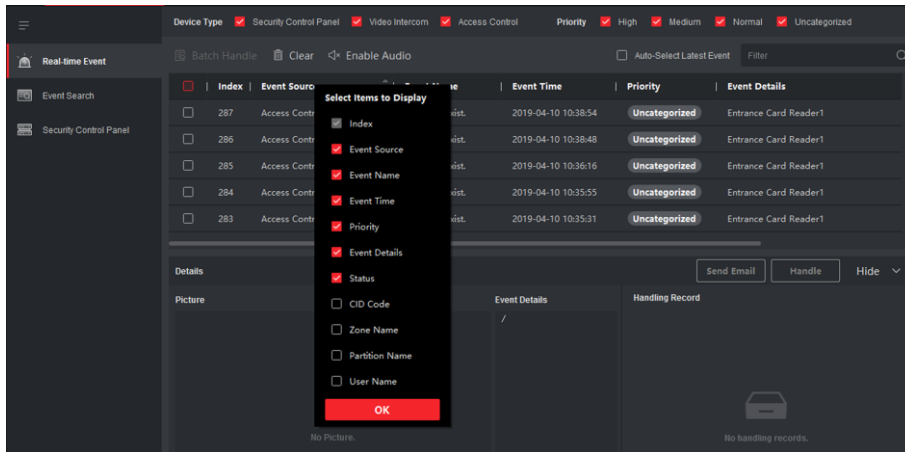 Device Type Security Control Panel Video Intercom Access Control Priority High Medium Normal Uncategorized
Real-time Event
Event Search
Security Control Panel
Batch Handle Clear Enable Audio Auto-Select Latest Event Filter
Index Event Event Time Priority Event Details
287 Access 2019-04-10 10:38:54 Uncategorized Entrance Card Reader1
286 Access 2019-04-10 10:38:48 Uncategorized Entrance Card Reader1
285 Access 2019-04-10 10:36:16 Uncategorized Entrance Card Reader1
284 Access 2019-04-10 10:35:55 Uncategorized Entrance Card Reader1
283 Access 2019-04-10 10:35:31 Uncategorized Entrance Card Reader1
Select Items to Display
Index
Event Source
Event Name
Event Time
Priority
Event Details
Status
CID Code
Zone Name
Partition Name
User Name
OK
Details Send Email Handle Hide
Picture Event Details Handling Record
/
No Picture.
No handling records.